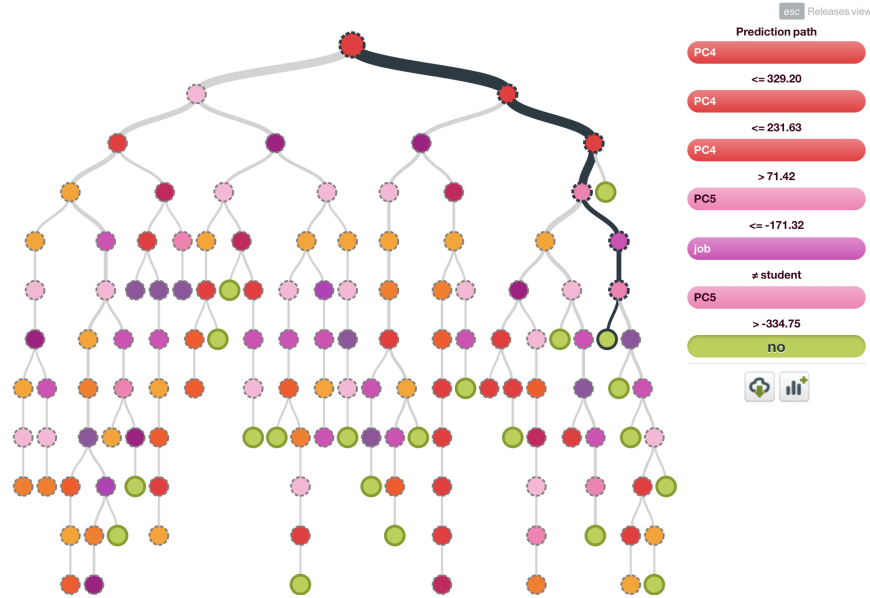 esc Releases view
Prediction path
PC4
<= 329.20
PC4
<= 231.63
PC4
> 71.42
PC5
<= -171.32
job
≠ student
PC5
> -334.75
no